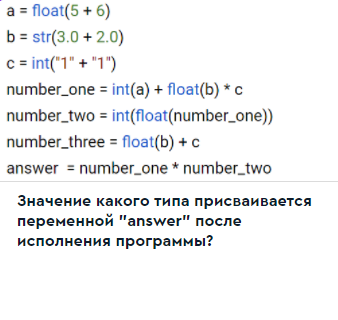 a = float(5 + 6)
b = str(3.0 + 2.0)
c = int("1" + "1")
number_one = int(a) + float(b) * c
number_two = int(float(number_one))
number_three = float(b) + c
answer  = number_one * number_two
Значение какого типа присваивается
переменной "answer" после
исполнения программы?